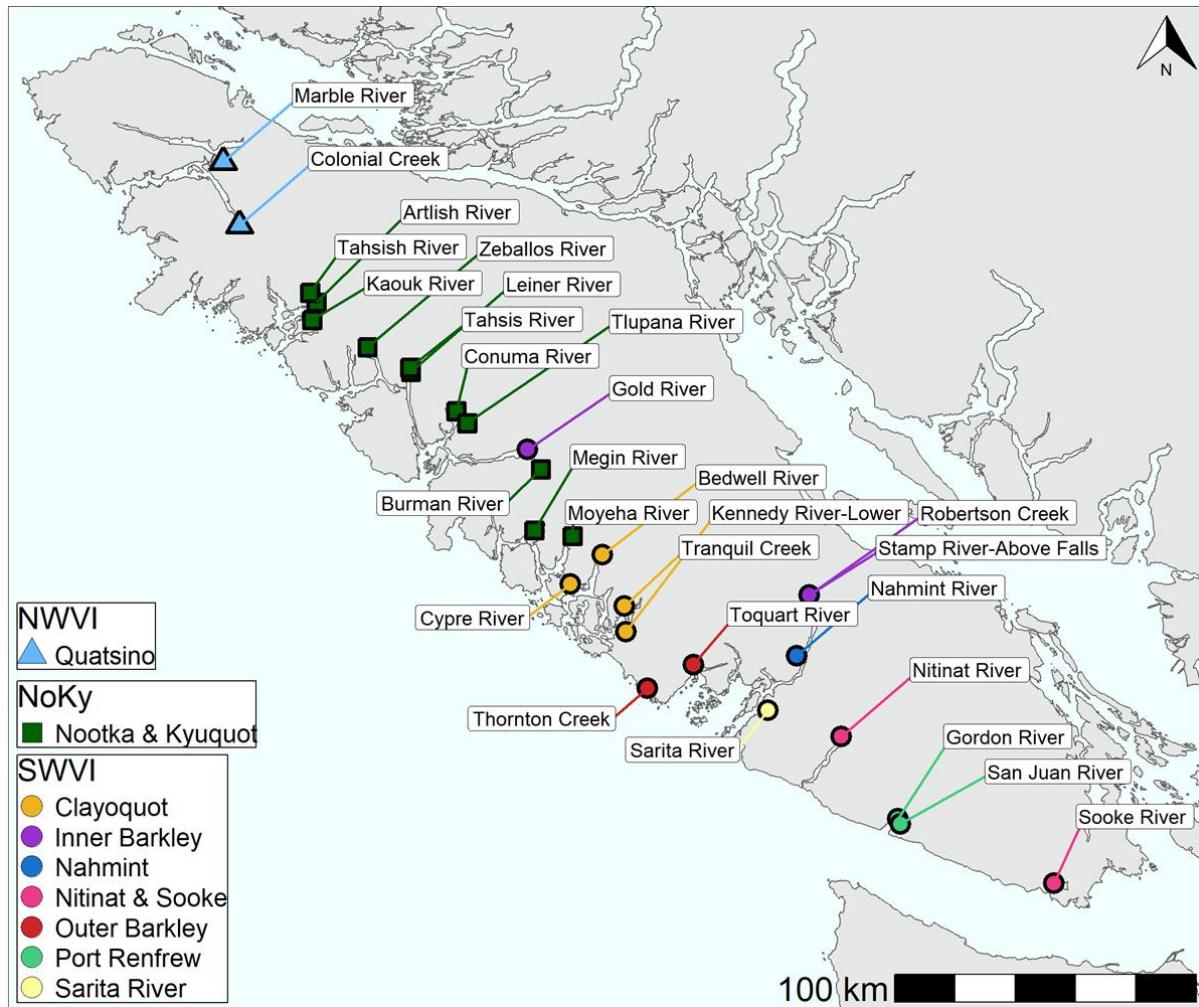 N
Marble River
Colonial Creek
Artlish River
Tahsish River
Zeballos River
Kaouk River
Leiner River
Tahsis River
Tlupana River
Conuma River
Gold River
Megin River
Bedwell River
Burman River
Moyeha River
Kennedy River-Lower
Robertson Creek
Tranquil Creek
Stamp River-Above Falls
Nahmint River
Cypre River
Toquart River
Nitinat River
Thornton Creek
Sarita River
Gordon River
San Juan River
Sooke River
NWVI
Quatsino
NoKy
Nootka & Kyuquot
SWVI
Clayoquot
Inner Barkley
Nahmint
Nitinat & Sooke
Outer Barkley
Port Renfrew
Sarita River
100 km